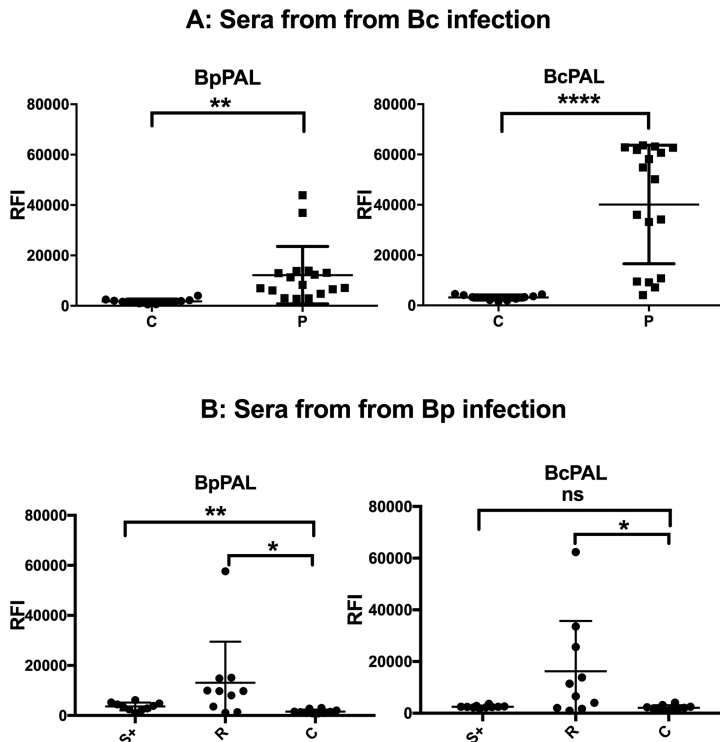 A: Sera from from Bc infection
BpPAL
**
80000
60000
40000
20000
0
RFI
C
P
BcPAL
****
80000
60000
40000
20000
0
RFI
C
P
B: Sera from from Bp infection
BpPAL
**
*
80000
60000
40000
20000
0
RFI
S+
R
C
BcPAL
ns
*
80000
60000
40000
20000
0
RFI
S+
R
C